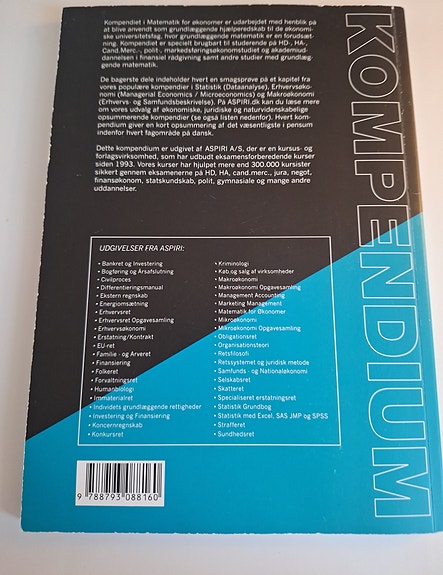 Kompendiet i Matematik for økonomer er udarbejdet med henblik på
at blive anvendt som grundlæggende hjælperedskab til de økonomi-
ske universitetsfag, hvor grundlæggende matematik er en forudsæt-
ning. Kompendiet er specielt brugbart til studerende på HD-, HA-,
Cand.Merc.-, polit-, markedsføringsøkonomstudiet og akademiud-
dannelsen i finansiel rådgivning samt andre studier med grundlæg-
gende matematik.
De bagerste dele indeholder hvert en smagsprøve på et kapitel fra
vores populære kompendier i Statistik (Dataanalyse), Erhvervsøko-
nomi (Managerial Economics / Microeconomics) og Makroøkonomi
(Erhvervs- og Samfundsbeskrivelse). På ASPIRI.dk kan du læse mere
om vores udvalg af økonomiske, juridiske og naturvidenskabelige
opsummerende kompendier (se også listen nedenfor). Hvert kom-
pendium giver en kort opsummering af det væsentligste i pensum
indenfor hvert fagområde på dansk.
Dette kompendium er udgivet af ASPIRI A/S, der er en kursus- og
forlagsvirksomhed, som har udbudt eksamensforberedende kurser
siden 1993. Vores kurser har hjulpet mere end 300.000 kursister
sikkert gennem eksamenerne på HD, HA, cand.merc., jura, negot,
finansøkonom, statskundskab, polit, gymnasiale og mange andre
uddannelser.
UDGIVELSER FRA ASPIRI:
• Bankret og Investering
• Bogføring og Årsafslutning
• Civilproces
• Differentieringsmanual
• Ekstern regnskab
• Energiomsætning
• Erhvervsret
• Erhvervsret Opgavesamling
• Erhvervsøkonomi
• Erstatning/Kontrakt
• EU-ret
• Familie - og Arveret
• Finansiering
• Folkeret
• Forvaltningsret
• Humanbiologi
• Immaterialret
• Individets grundlæggende rettigheder
• Investering og Finansiering
• Koncernregnskab
• Konkursret
• Kriminologi
• Køb og salg af virksomheder
• Makroøkonomi
• Makroøkonomi Opgavesamling
• Management Accounting
• Marketing Management
• Matematik for Økonomer
• Mikroøkonomi
• Mikroøkonomi Opgavesamling
• Obligationsret
• Organisationsteori
• Retsfilosofi
• Retssystemet og juridisk metode
• Samfunds - og Nationaløkonomi
• Selskabsret
• Skatteret
• Specialiseret erstatningsret
• Statistik Grundbog
• Statistik med Excel, SAS JMP og SPSS
• Strafferet
• Sundhedsret
9 788793 088160
KOMPENDIUM